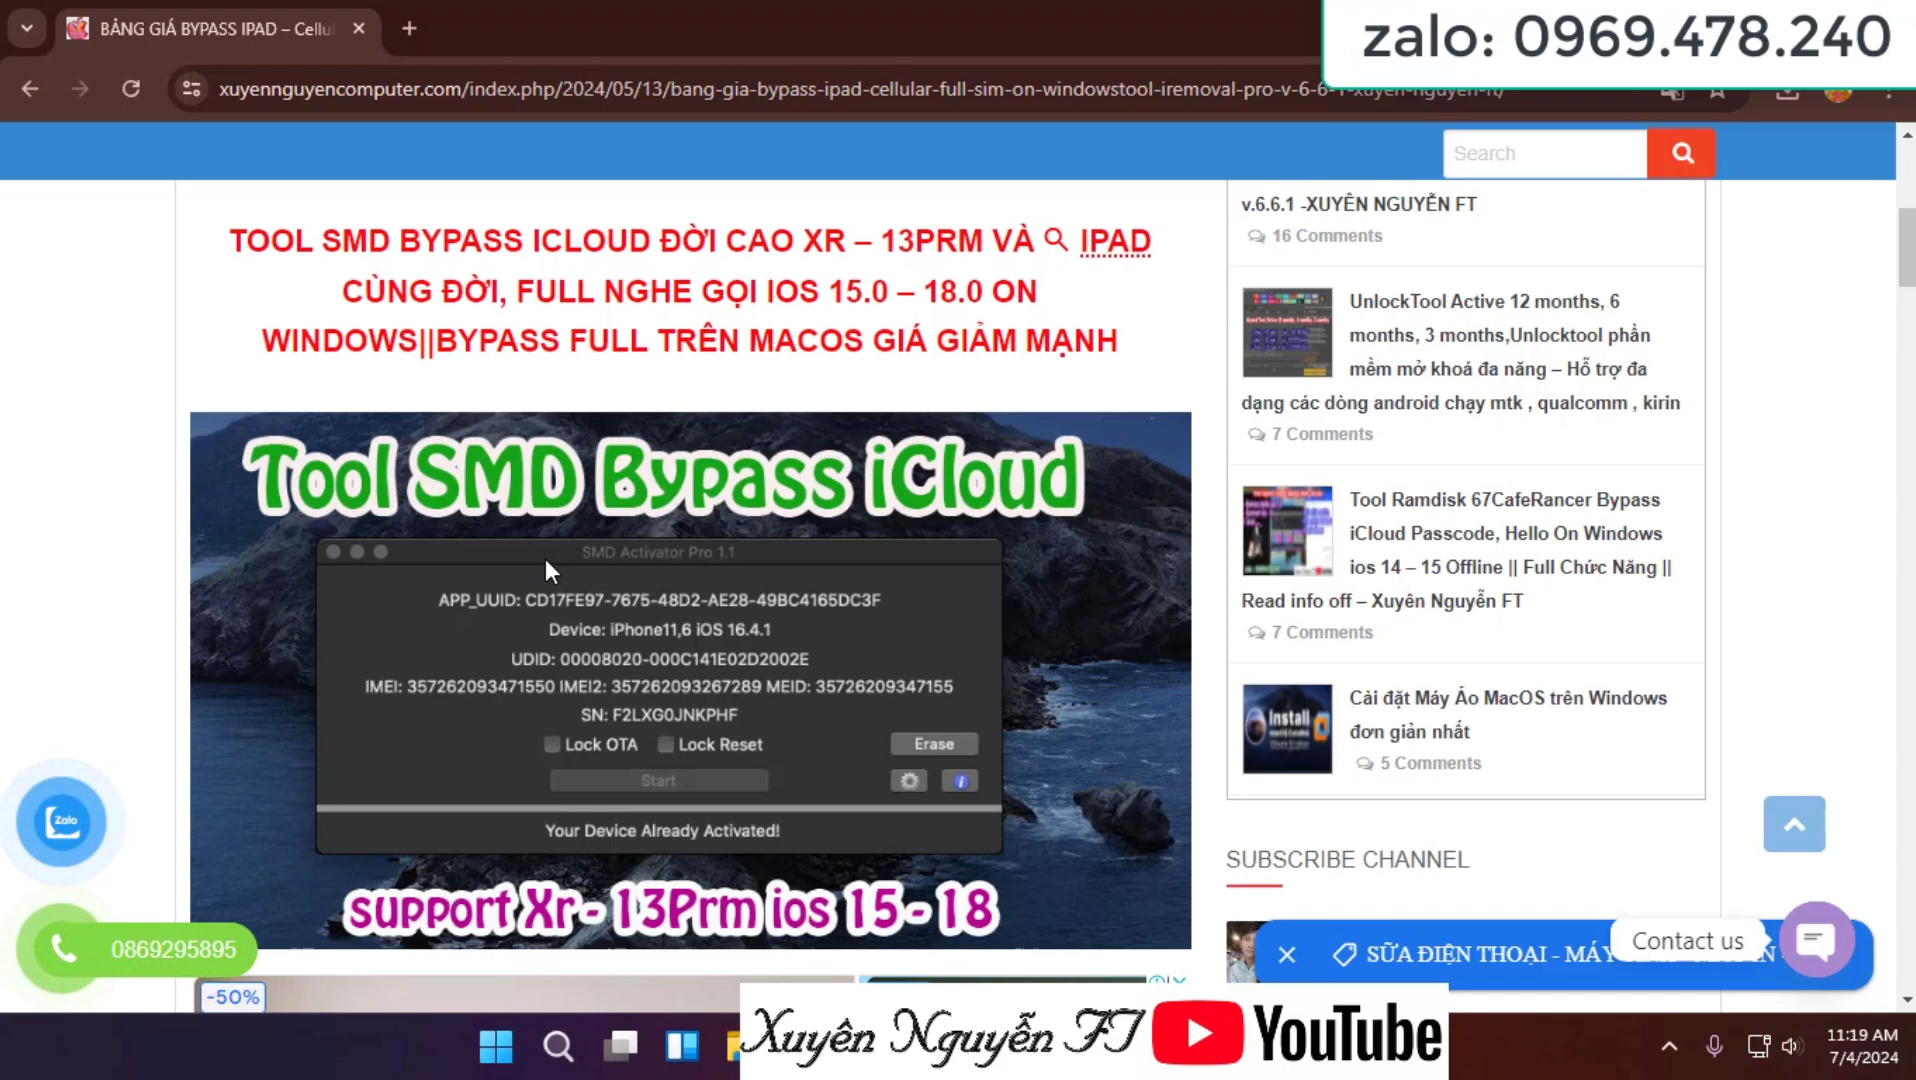 BẢNG GIÁ BYPASS IPAD – Cellu
zalo: 0969.478.240
xuyennguyencomputer.com/index.php/2024/05/13/bang-gia-bypass-ipad-cellular-full-sim-on-windowstool-iremoval-pro-v-6-6-1-xuyen-nguyen-ft/
Search
TOOL SMD BYPASS ICLOUD ĐỜI CAO XR – 13PRM VÀ IPAD
CÙNG ĐỜI, FULL NGHE GỌI IOS 15.0 – 18.0 ON
WINDOWS||BYPASS FULL TRÊN MACOS GIÁ GIẢM MẠNH
Tool SMD Bypass iCloud
SMD Activator Pro 1.1
APP_UUID: CD17FE97-7675-48D2-AE28-49BC4165DC3F
Device: iPhone11,6 iOS 16.4.1
UDID: 00008020-000C141E02D2002E
IMEI: 357262093471550 IMEI2: 357262093267289 MEID: 35726209347155
SN: F2LXG0JNKPHF
Lock OTA
Lock Reset
Erase
Start
Your Device Already Activated!
support Xr - 13Prm ios 15 - 18
v.6.6.1 -XUYÊN NGUYỄN FT
16 Comments
UnlockTool Active 12 months, 6
months, 3 months,Unlocktool phần
mềm mở khoá đa năng – Hỗ trợ đa
dạng các dòng android chạy mtk , qualcomm , kirin
7 Comments
Tool Ramdisk 67CafeRancer Bypass
iCloud Passcode, Hello On Windows
ios 14 – 15 Offline || Full Chức Năng ||
Read info off – Xuyên Nguyễn FT
7 Comments
Install
Cài đặt Máy Ảo MacOS trên Windows
đơn giản nhất
5 Comments
SUBSCRIBE CHANNEL
Zalo
0869295895
-50%
SỬA ĐIỆN THOẠI - MÁY
Contact us
Xuyên Nguyễn FT
YouTube
11:19 AM
7/4/2024